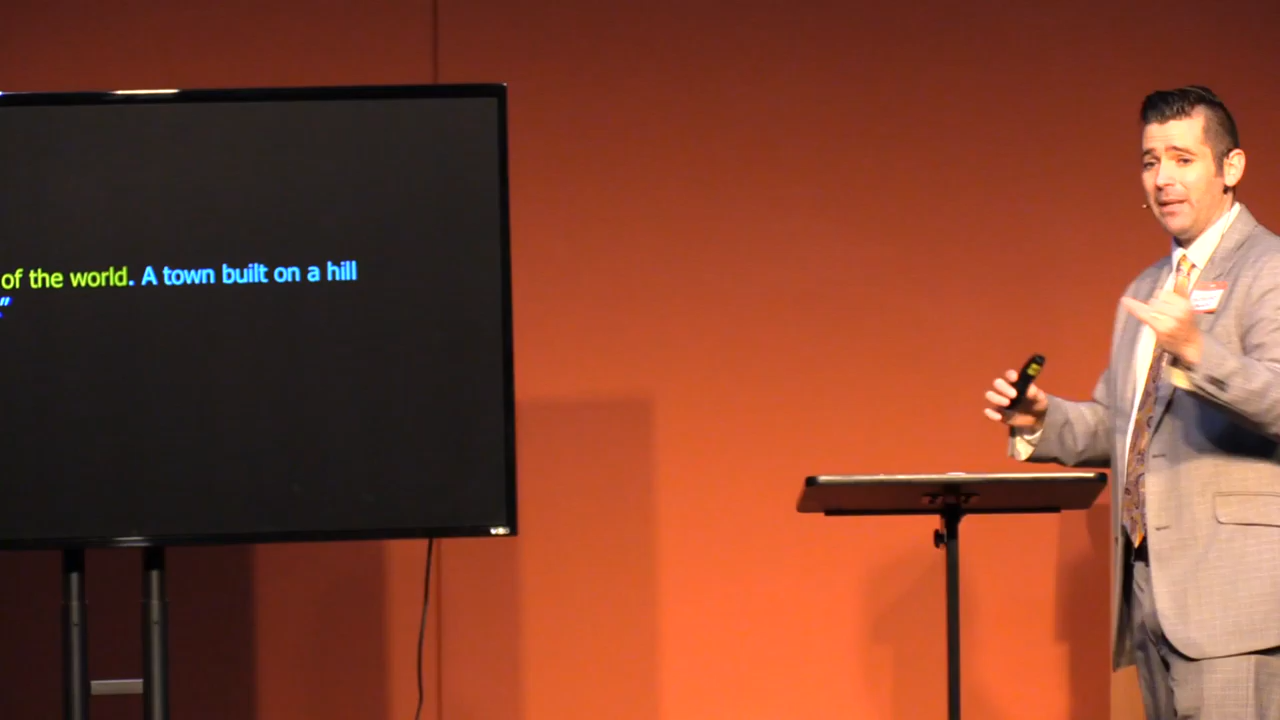 of the world. A town built on a hill
.”